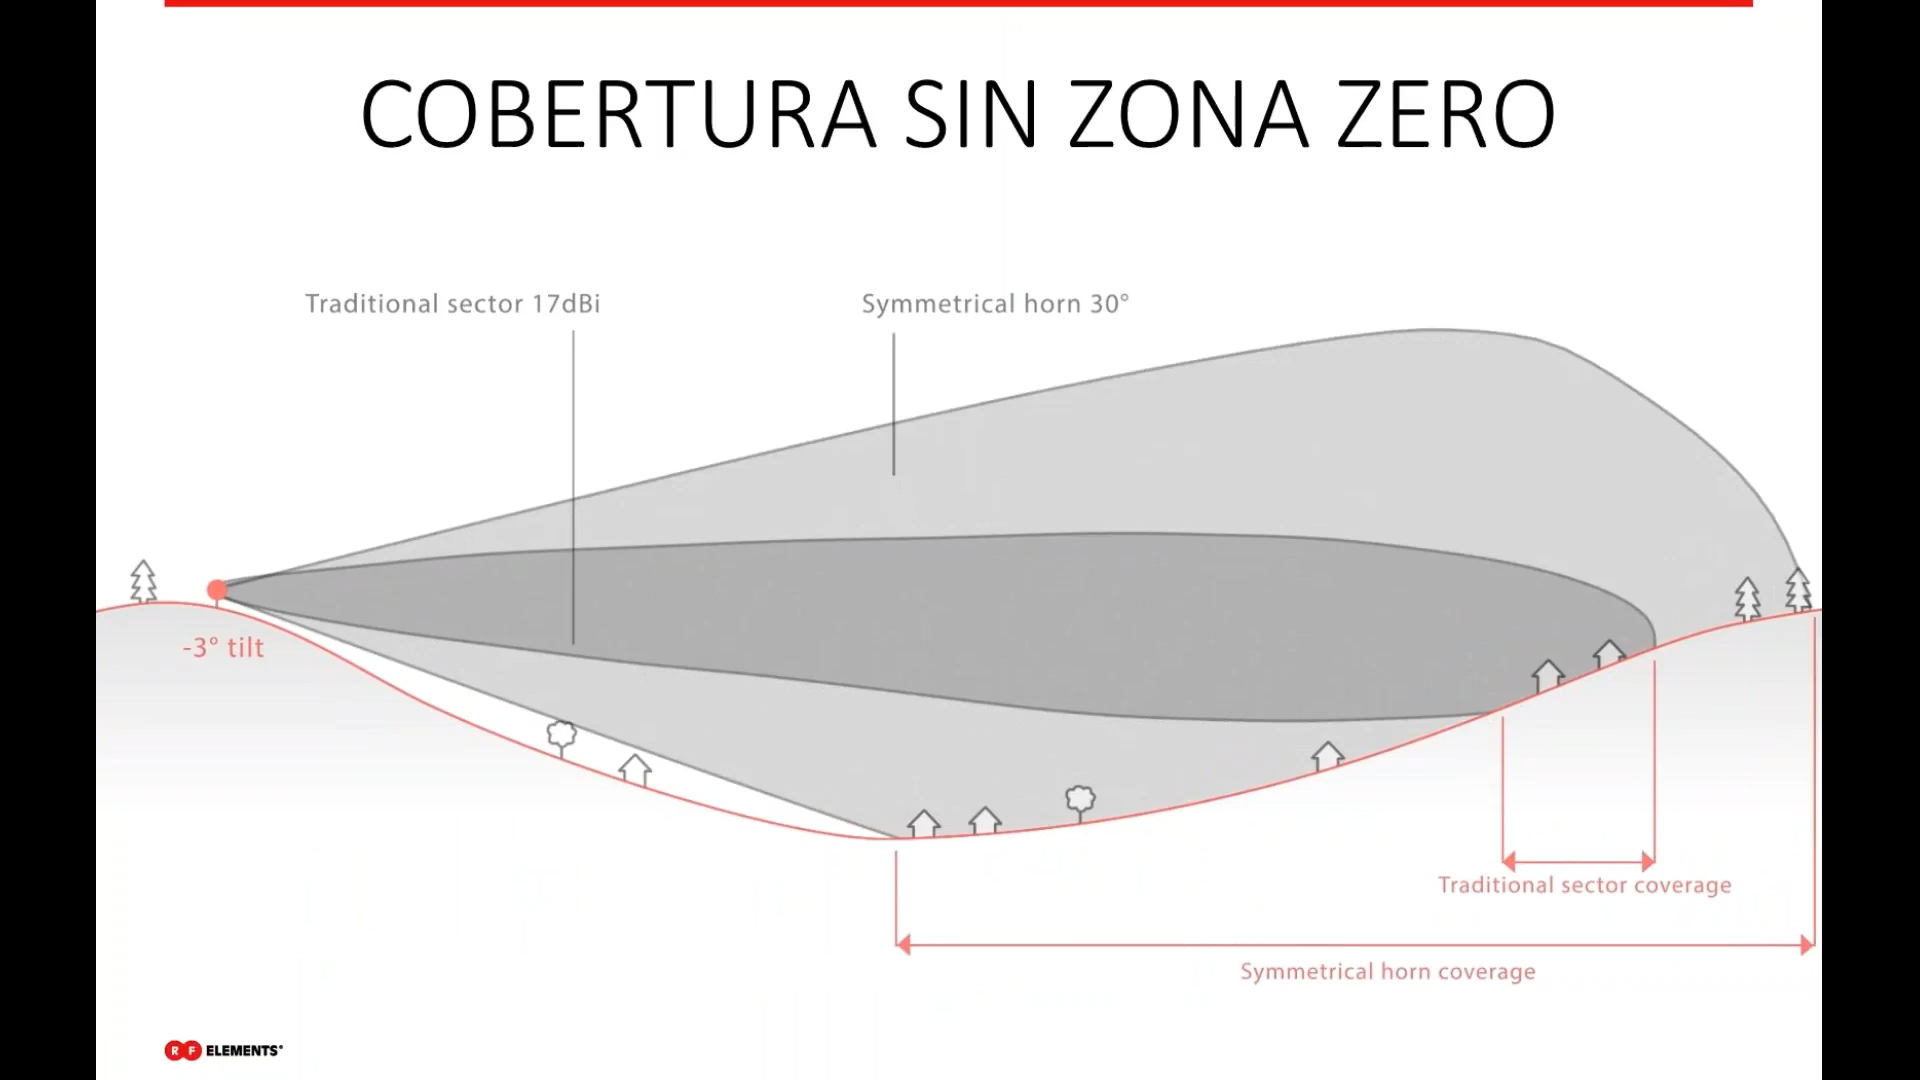 COBERTURA SIN ZONA ZERO
Traditional sector 17dBi
Symmetrical horn 30°
-3° tilt
Traditional sector coverage
Symmetrical horn coverage
RF ELEMENTS®